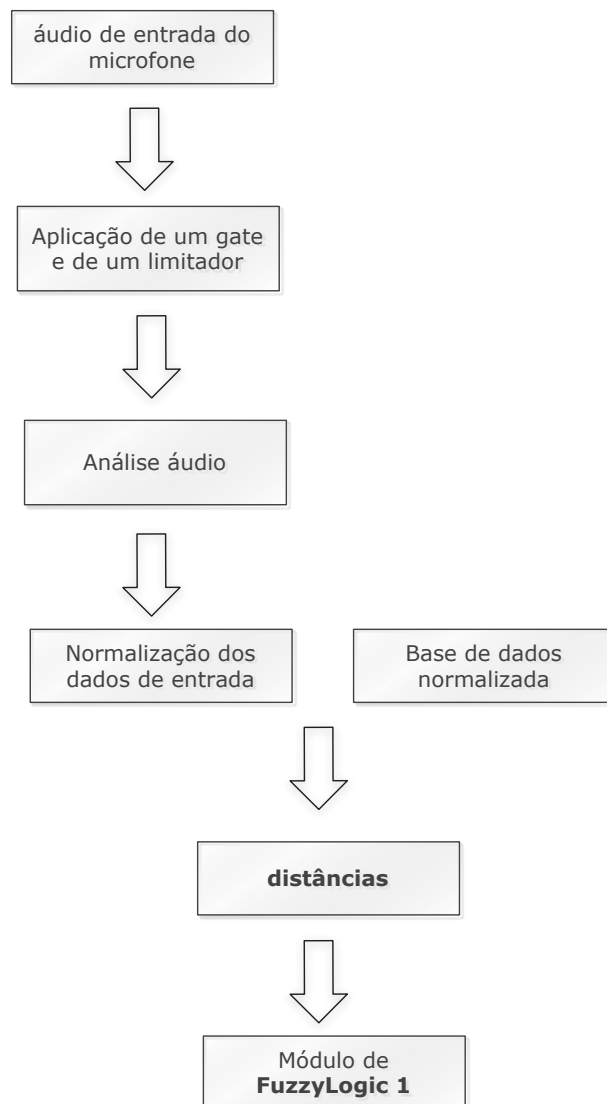 áudio de entrada do
microfone
Aplicação de um gate
e de um limitador
Análise áudio
Normalização dos
dados de entrada
Base de dados
normalizada
distâncias
Módulo de
FuzzyLogic 1